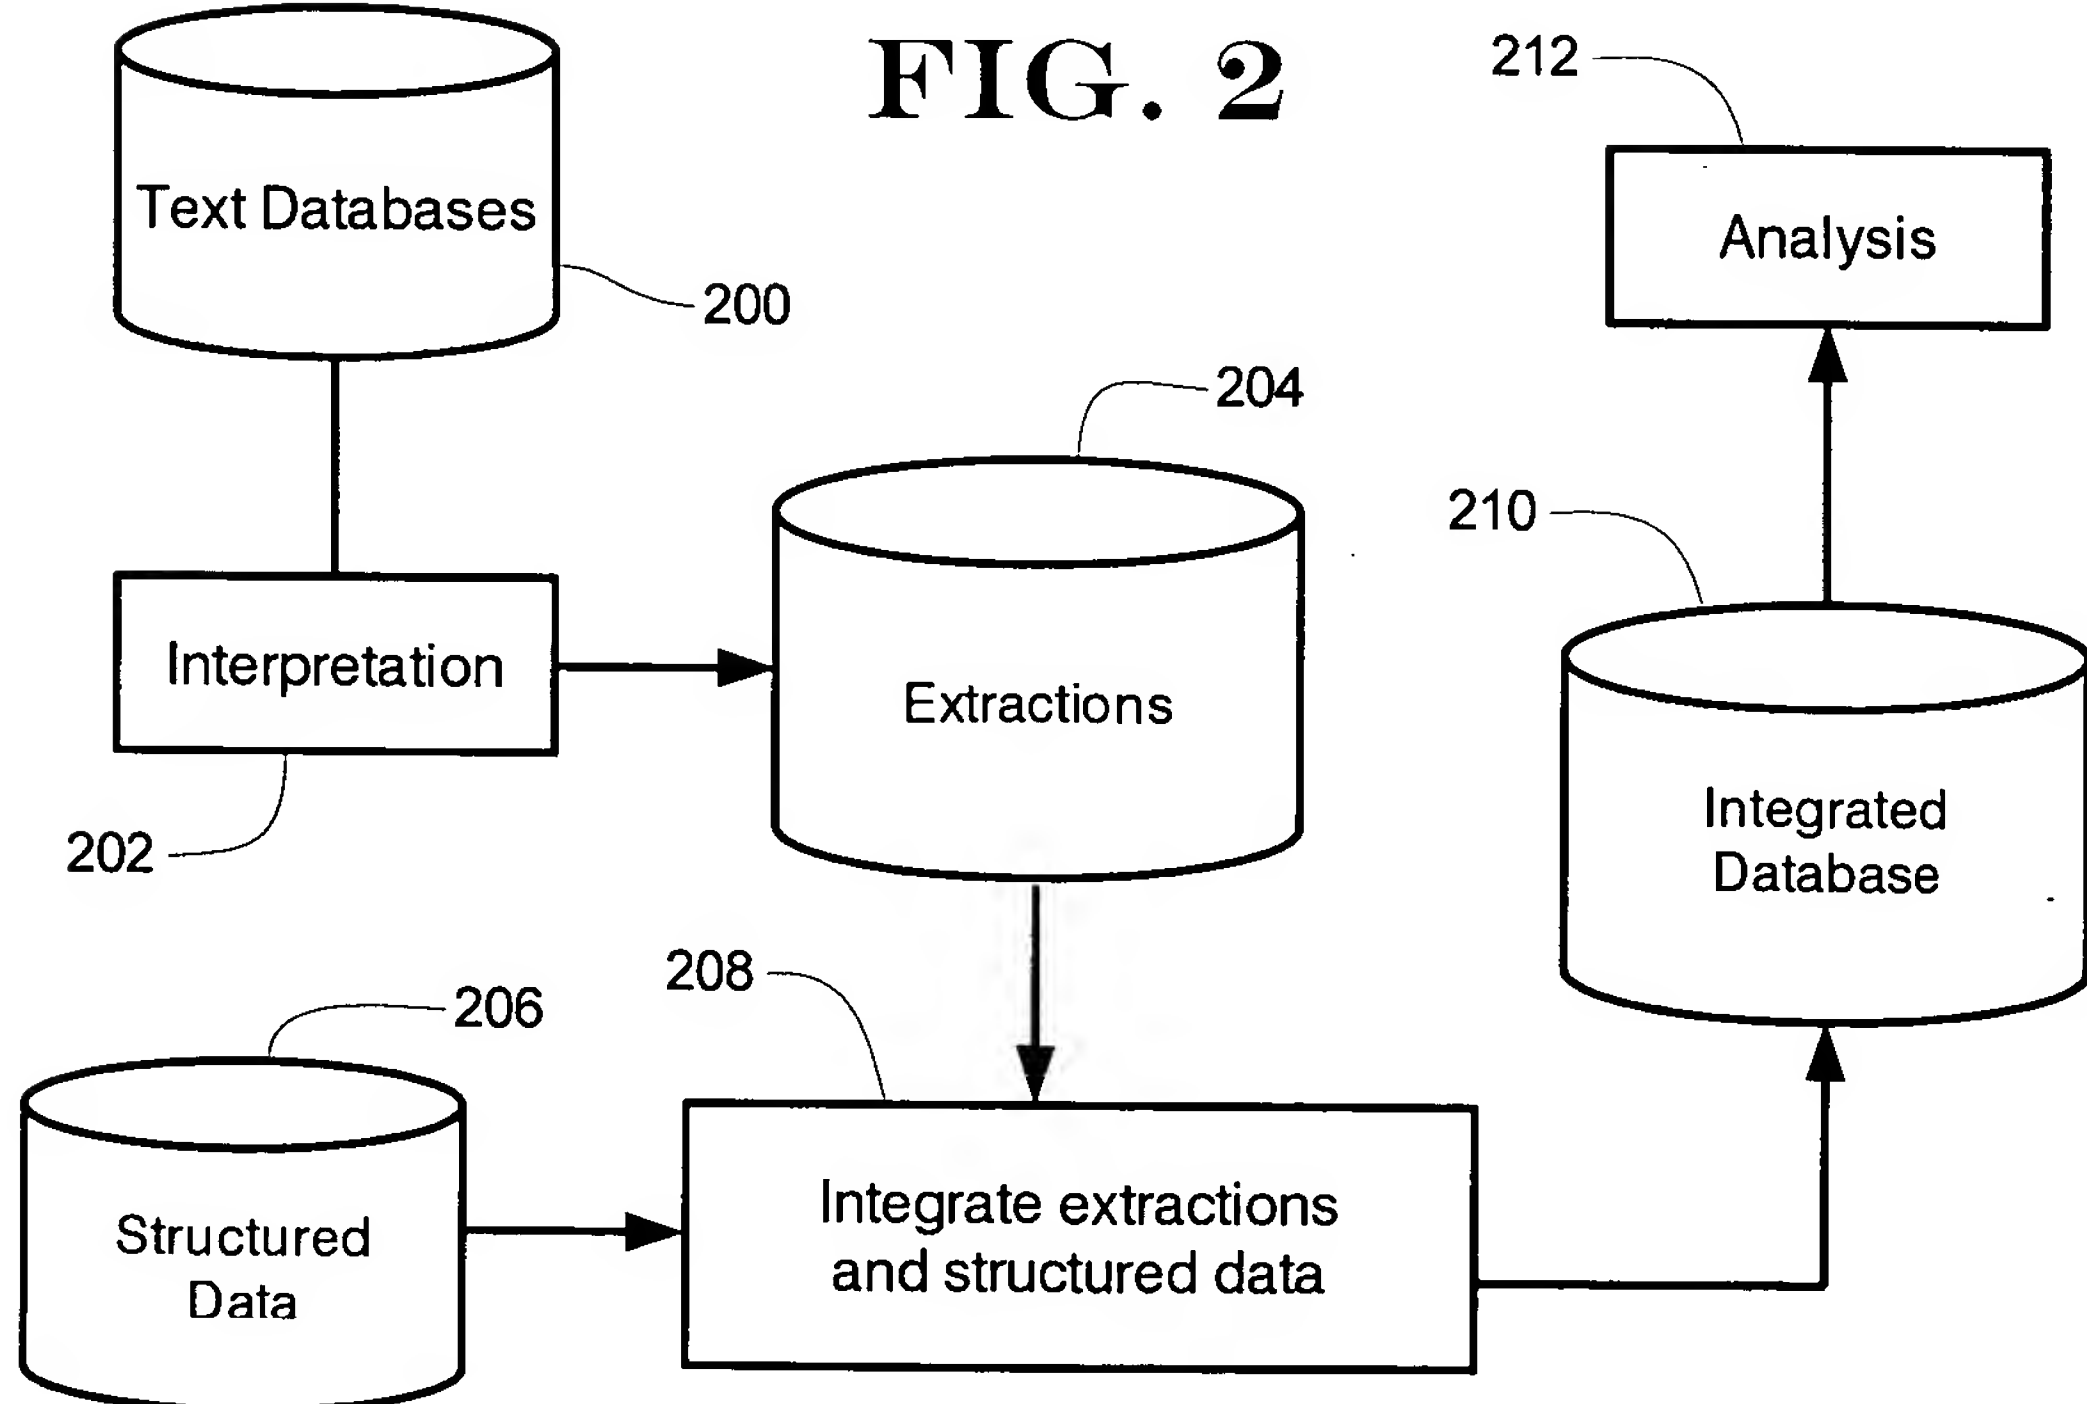 FIG. 2
212
Text Databases
Analysis
200
204
210
Interpretation
Extractions
Integrated
Database
202
208
206
Integrate extractions
and structured data
Structured
Data